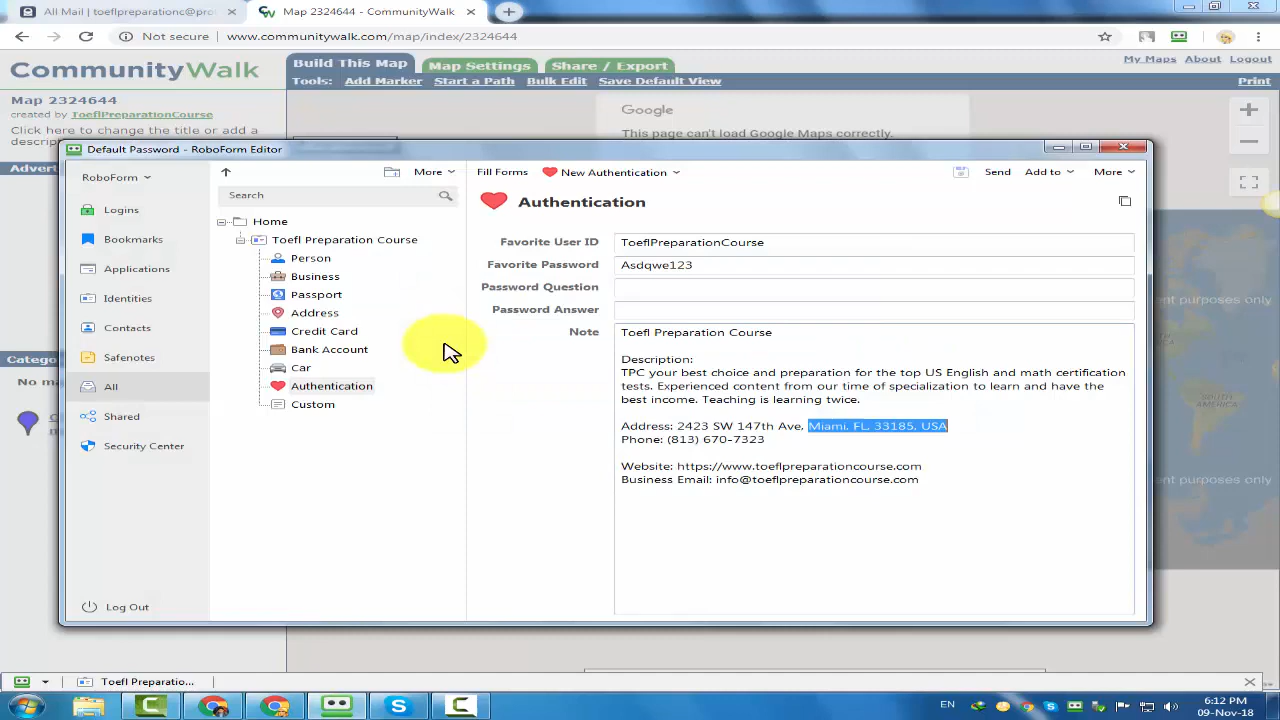 All Mail | toeflpreparationc@pro
Map 2324644 - CommunityWalk
Not secure
www.communitywalk.com/map/index/2324644
CommunityWalk
Build This Map
Map Settings
Share / Export
My Maps
About
Logout
Tools:
Add Marker
Start a Path
Bulk Edit
Save Default View
Print
Map 2324644
created by ToeflPreparationCourse
Click here to change the title or add a
Google
This page can't load Google Maps correctly.
Default Password - RoboForm Editor
RoboForm
More
Fill Forms
New Authentication
Send
Add to
More
Search
Logins
Bookmarks
Applications
Identities
Contacts
Safenotes
All
Shared
Security Center
Log Out
Home
Toefl Preparation Course
Person
Business
Passport
Address
Credit Card
Bank Account
Car
Authentication
Custom
Authentication
Favorite User ID
ToeflPreparationCourse
Favorite Password
Asdqwe123
Password Question
Password Answer
Note
Toefl Preparation Course
Description:
TPC your best choice and preparation for the top US English and math certification
tests. Experienced content from our time of specialization to learn and have the
best income. Teaching is learning twice.
Address: 2423 SW 147th Ave, Miami, FL, 33185, USA
Phone: (813) 670-7323
Website: https://www.toeflpreparationcourse.com
Business Email: info@toeflpreparationcourse.com
No ma
ent purposes only
SOUTH
AMERICA
ent purposes only
Toefl Preparatio...
EN
6:12 PM
09-Nov-18